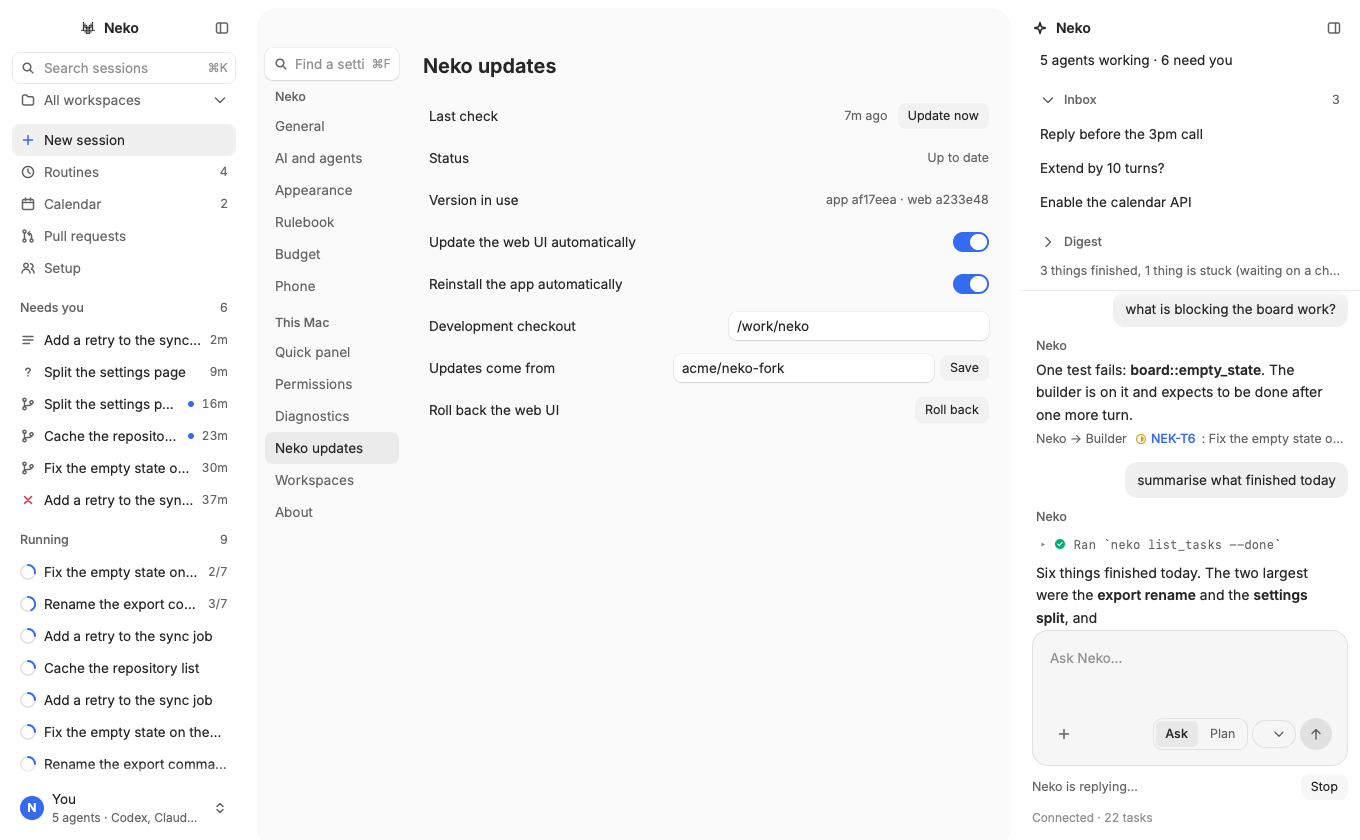 Neko
Search sessions ⌘K
All workspaces
New session
Routines 4
Calendar 2
Pull requests
Setup
Needs you 6
Add a retry to the sync... 2m
Split the settings page 9m
Split the settings p... 16m
Cache the reposito... 23m
Fix the empty state o... 30m
Add a retry to the syn... 37m
Running 9
Fix the empty state on... 2/7
Rename the export co... 3/7
Add a retry to the sync job
Cache the repository list
Add a retry to the sync job
Fix the empty state on the...
Rename the export comma...
N
You
5 agents · Codex, Claud...
Find a setti ⌘F
Neko
General
AI and agents
Appearance
Rulebook
Budget
Phone
This Mac
Quick panel
Permissions
Diagnostics
Neko updates
Workspaces
About
Neko updates
Last check 7m ago Update now
Status Up to date
Version in use app af17eea · web a233e48
Update the web UI automatically
Reinstall the app automatically
Development checkout /work/neko
Updates come from acme/neko-fork Save
Roll back the web UI Roll back
Neko
5 agents working · 6 need you
Inbox 3
Reply before the 3pm call
Extend by 10 turns?
Enable the calendar API
Digest
3 things finished, 1 thing is stuck (waiting on a ch...
what is blocking the board work?
Neko
One test fails: board::empty_state. The
builder is on it and expects to be done after
one more turn.
Neko → Builder NEK-T6 : Fix the empty state o...
summarise what finished today
Neko
Ran `neko list_tasks --done`
Six things finished today. The two largest
were the export rename and the settings
split, and
Ask Neko...
Ask Plan
Neko is replying... Stop
Connected · 22 tasks